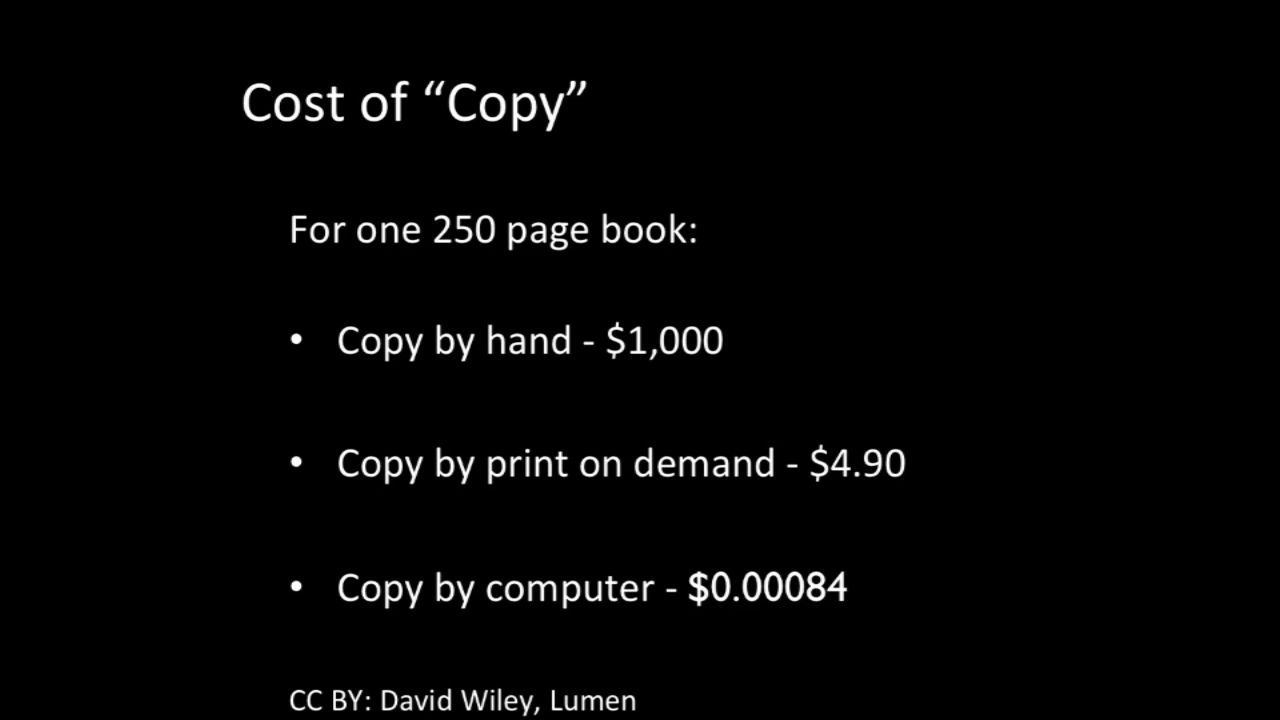 Cost of “Copy”
For one 250 page book:
• Copy by hand - $1,000
• Copy by print on demand - $4.90
• Copy by computer - $0.00084
CC BY: David Wiley, Lumen